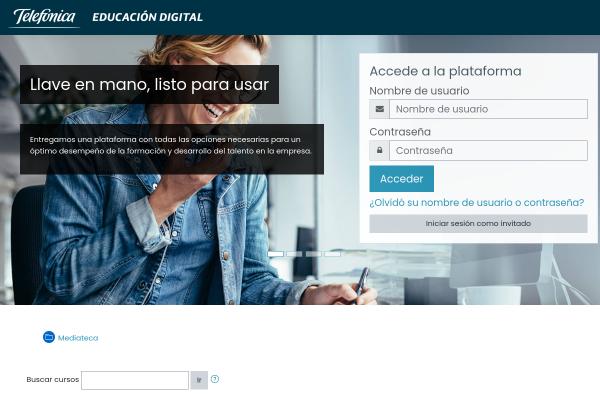 Telefónica EDUCACIÓN DIGITAL
Llave en mano, listo para usar
Entregamos una plataforma con todas las opciones necesarias para un
óptimo desempeño de la formación y desarrollo del talento en la empresa.
Accede a la plataforma
Nombre de usuario
Nombre de usuario
Contraseña
Contraseña
Acceder
¿Olvidó su nombre de usuario o contraseña?
Iniciar sesión como invitado
Mediateca
Buscar cursos Ir ?